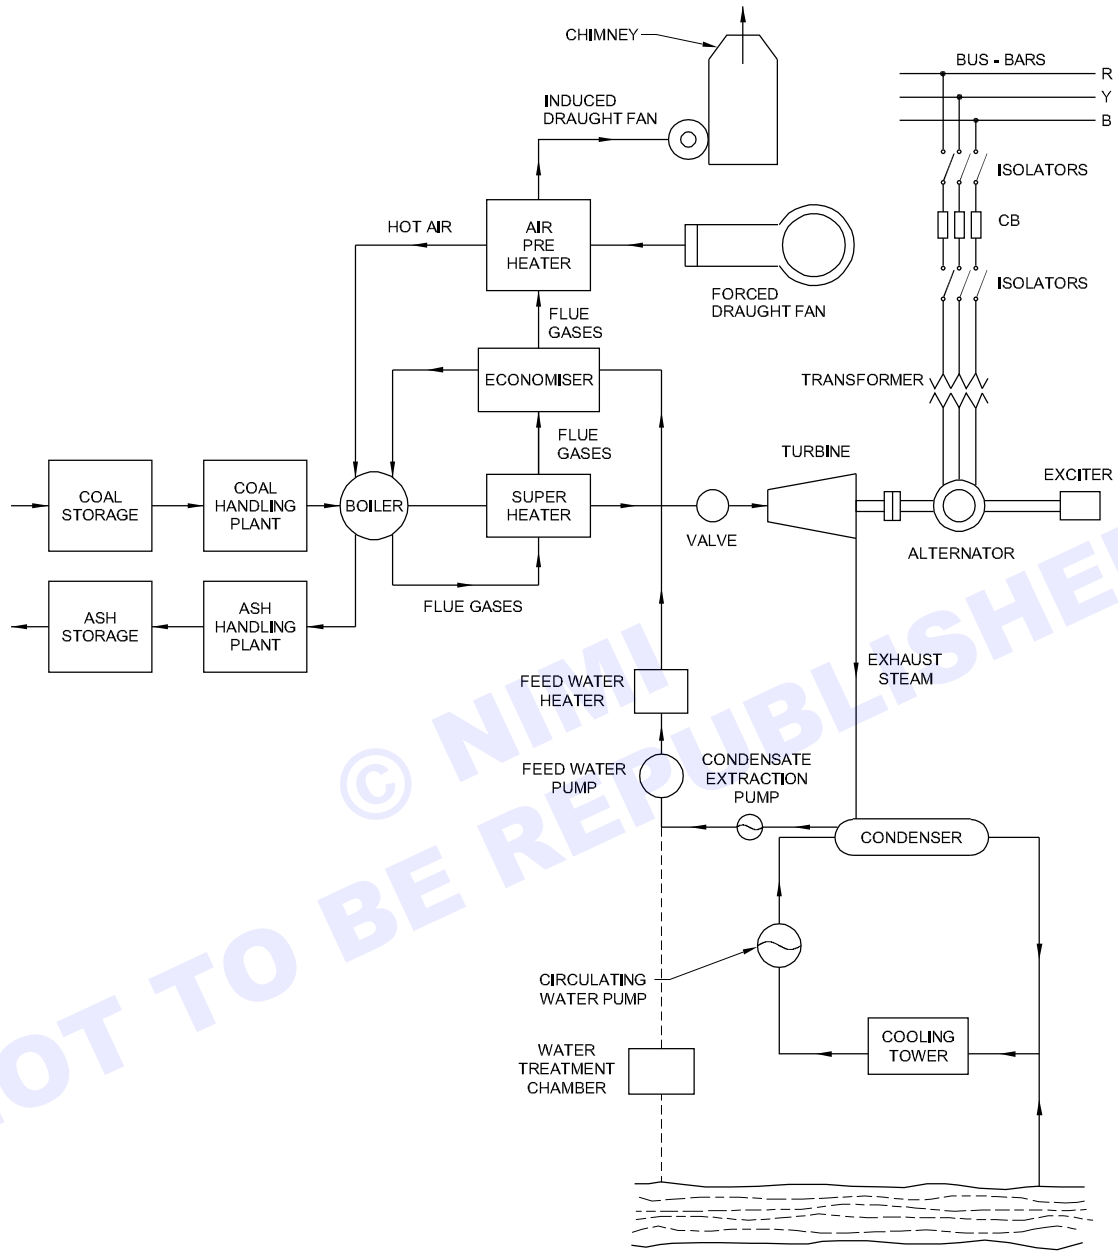 CHIMNEY
BUS - BARS
R
Y
B
INDUCED
DRAUGHT FAN
ISOLATORS
CB
ISOLATORS
HOT AIR
AIR
PRE
HEATER
FORCED
DRAUGHT FAN
FLUE
GASES
ECONOMISER
TRANSFORMER
FLUE
GASES
TURBINE
EXCITER
COAL
STORAGE
COAL
HANDLING
PLANT
BOILER
SUPER
HEATER
VALVE
ALTERNATOR
FLUE GASES
ASH
STORAGE
ASH
HANDLING
PLANT
EXHAUST
STEAM
FEED WATER
HEATER
FEED WATER
PUMP
CONDENSATE
EXTRACTION
PUMP
CONDENSER
CIRCULATING
WATER PUMP
COOLING
TOWER
WATER
TREATMENT
CHAMBER
© NIMI
NOT TO BE REPUBLISHED